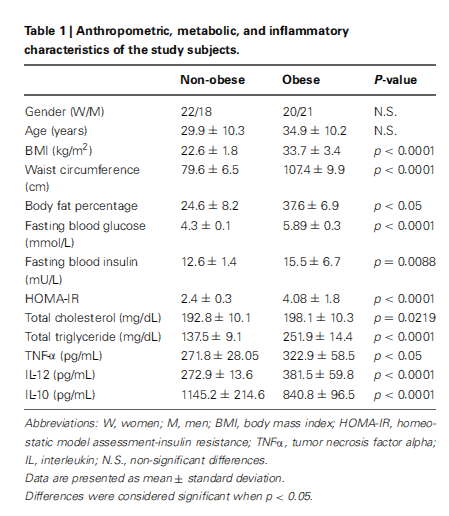 Table 1 | Anthropometric, metabolic, and inflammatory
characteristics of the study subjects.
Non-obese Obese P-value
Gender (W/M) 22/18 20/21 N.S.
Age (years) 29.9 ± 10.3 34.9 ± 10.2 N.S.
BMI (kg/m²) 22.6 ± 1.8 33.7 ± 3.4 p < 0.0001
Waist circumference 79.6 ± 6.5 107.4 ± 9.9 p < 0.0001
(cm)
Body fat percentage 24.6 ± 8.2 37.6 ± 6.9 p < 0.05
Fasting blood glucose 4.3 ± 0.1 5.89 ± 0.3 p < 0.0001
(mmol/L)
Fasting blood insulin 12.6 ± 1.4 15.5 ± 6.7 p = 0.0088
(mU/L)
HOMA-IR 2.4 ± 0.3 4.08 ± 1.8 p < 0.0001
Total cholesterol (mg/dL) 192.8 ± 10.1 198.1 ± 10.3 p = 0.0219
Total triglyceride (mg/dL) 137.5 ± 9.1 251.9 ± 14.4 p < 0.0001
TNFα (pg/mL) 271.8 ± 28.05 322.9 ± 58.5 p < 0.05
IL-12 (pg/mL) 272.9 ± 13.6 381.5 ± 59.8 p < 0.0001
IL-10 (pg/mL) 1145.2 ± 214.6 840.8 ± 96.5 p < 0.0001
Abbreviations: W, women; M, men; BMI, body mass index; HOMA-IR, homeo-
static model assessment-insulin resistance; TNFα, tumor necrosis factor alpha;
IL, interleukin; N.S., non-significant differences.
Data are presented as mean ± standard deviation.
Differences were considered significant when p < 0.05.